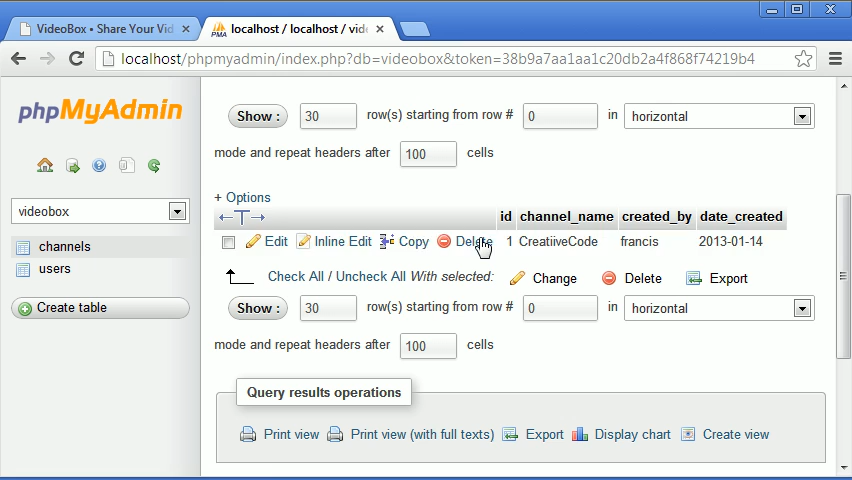 VideoBox • Share Your Vid
localhost / localhost / vide
localhost/phpmyadmin/index.php?db=videobox&token=38b9a7aa1aa1c20db2a4f868f74219b4
phpMyAdmin
videobox
channels
users
Create table
Show : 30 row(s) starting from row # 0 in horizontal
mode and repeat headers after 100 cells
+ Options
←T→ id channel_name created_by date_created
Edit Inline Edit Copy Delete 1 CreatiiveCode francis 2013-01-14
Check All / Uncheck All With selected: Change Delete Export
Show : 30 row(s) starting from row # 0 in horizontal
mode and repeat headers after 100 cells
Query results operations
Print view Print view (with full texts) Export Display chart Create view